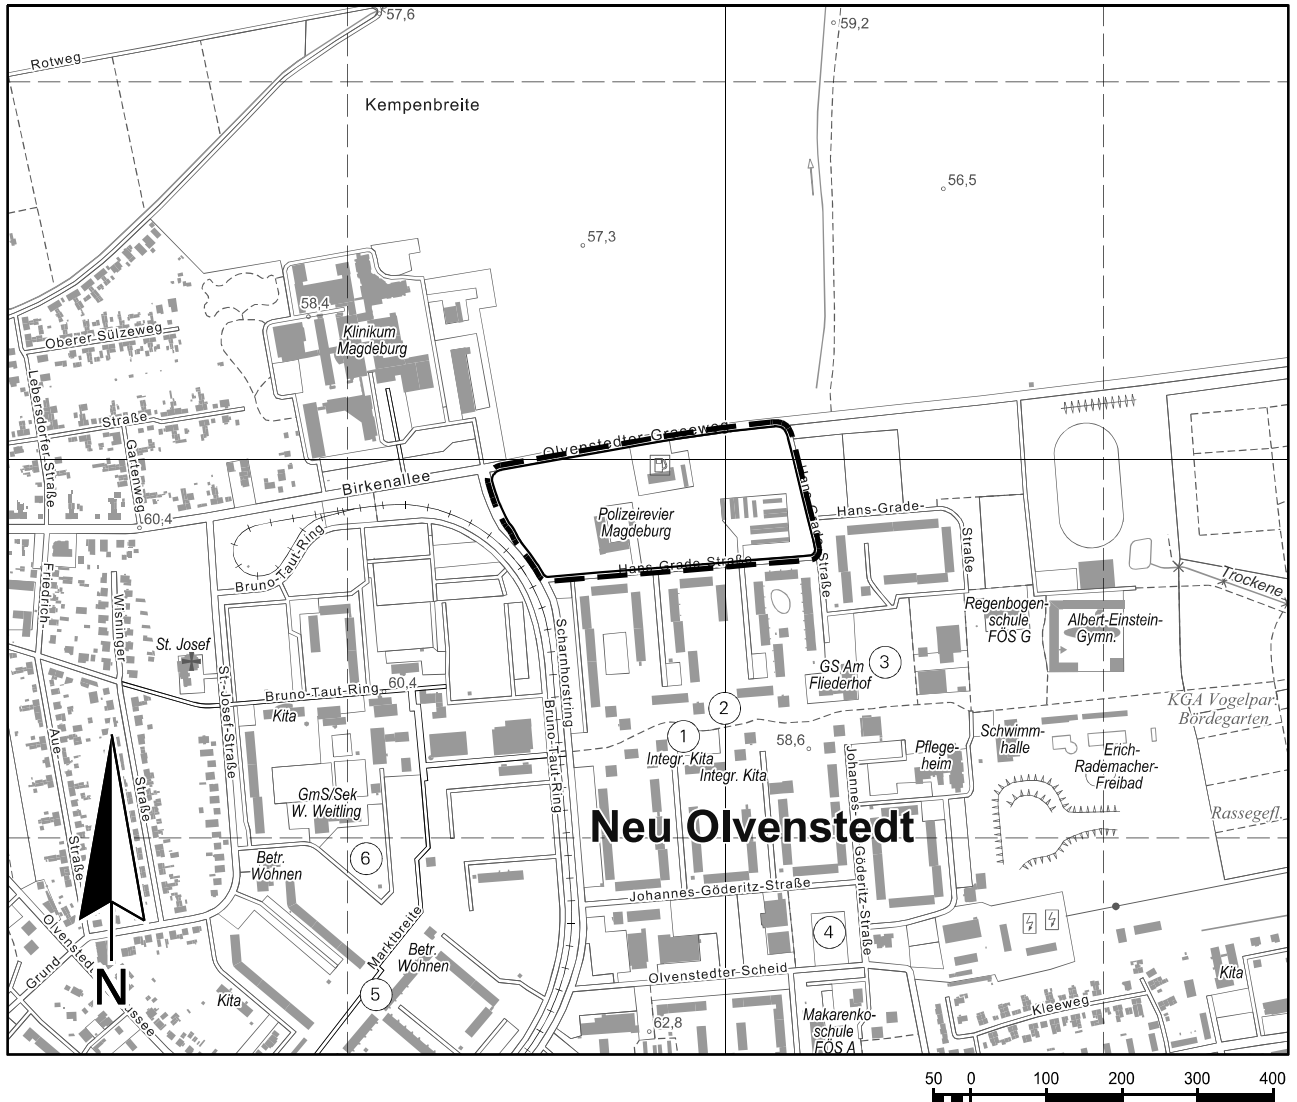 57,6
59,2
Rotweg
Kempenbreite
56,5
57,3
58,4
Klinikum
Magdeburg
Oberer Sülzeweg
Lebersdorfer Straße
Straße
Gartenweg
Olvenstedter Graseweg
Birkenallee
60,4
Polizeirevier
Magdeburg
Hans-Grade-Straße
Hans-Grade-
Straße
Hans-Grade-Straße
Bruno-Taut-Ring
Friedrich-
Wisninger
Trockene
Regenbogen-
schule
FÖS G
Albert-Einstein-
Gymn.
St. Josef
Scharnhorstring
GS Am
Fliederhof
3
St.-Josef-Straße
Bruno-Taut-Ring
60,4
Kita
KGA Vogelpar.
Bördegarten
2
1
Bruno-Taut-Ring
Aue-
Straße
Straße
58,6
Integr. Kita
Integr. Kita
Johannes-
Göderitz-Straße
Pflege-
heim
Schwimm-
halle
Erich-
Rademacher-
Freibad
GmS/Sek
W. Weitling
Rassegefl.
Neu Olvenstedt
Betr.
Wohnen
6
Johannes-Göderitz-Straße
Olvenstedt
Grund
Marktbreite
Betr.
Wohnen
4
Olvenstedter Scheid
N
Kita
5
Kita
Kleeweg
62,8
Makarenko-
schule
FÖS A
50 0 100 200 300 400